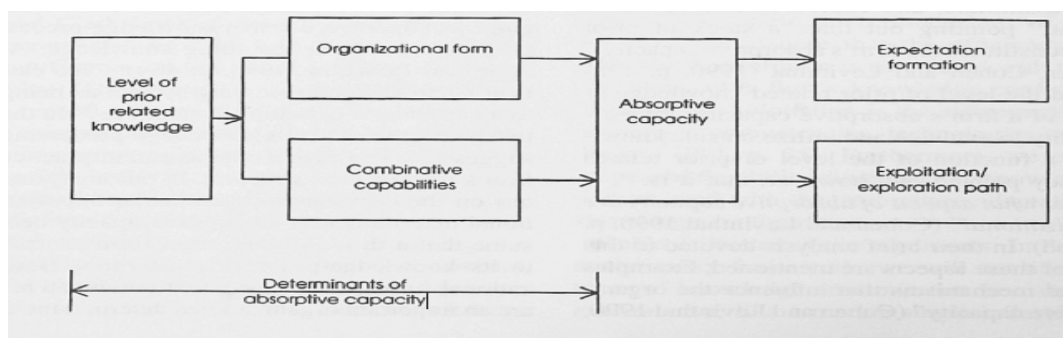 Organizational form
Expectation
formation
Level of
prior
related
knowledge
Absorptive
capacity
Combinative
capabilities
Exploitation/
exploration path
Determinants of
absorptive capacity